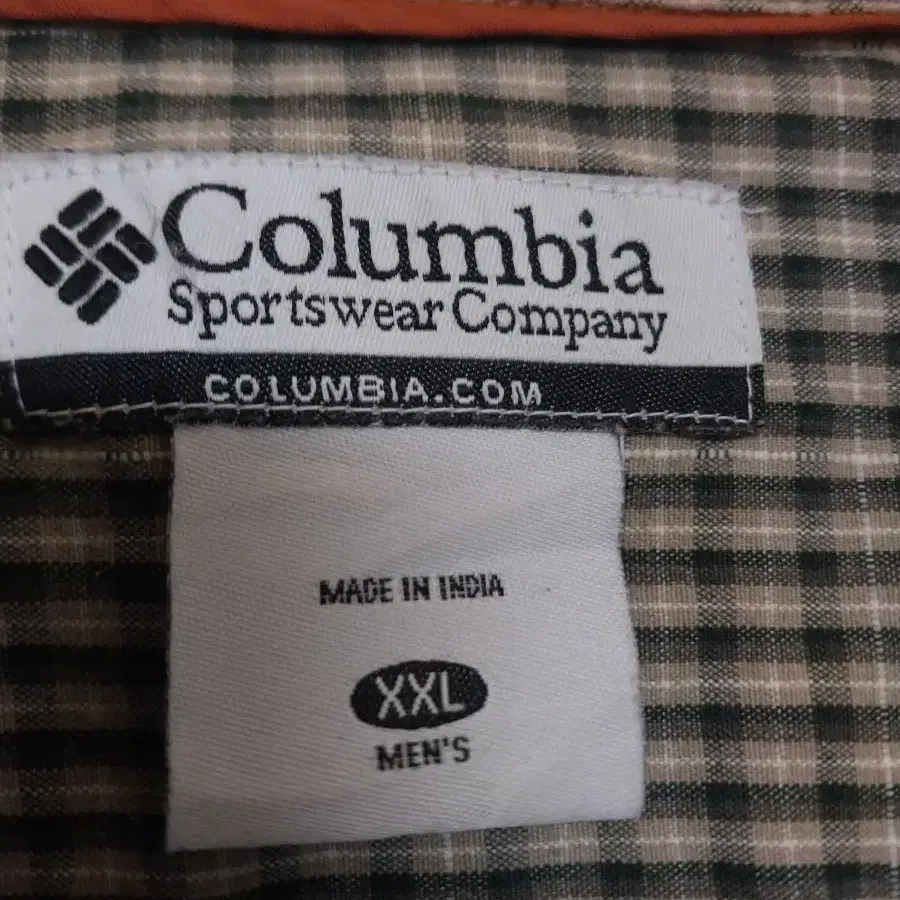 Columbia
Sportswear Company
COLUMBIA.COM
MADE IN INDIA
XXL
MEN'S